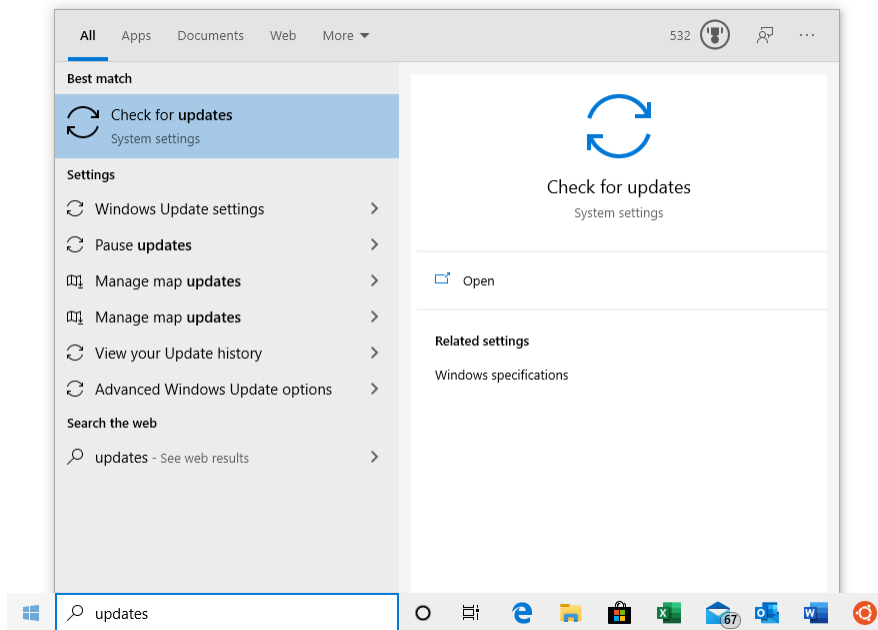 All Apps Documents Web More 532 ...
Best match
Check for updates
System settings
Settings
Windows Update settings
Pause updates
Manage map updates
Manage map updates
View your Update history
Advanced Windows Update options
Search the web
updates - See web results
Check for updates
System settings
Open
Related settings
Windows specifications
updates
67